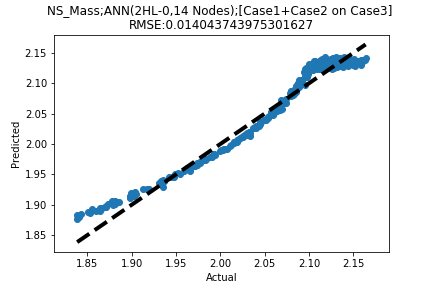 NS_Mass;ANN(2HL-0,14 Nodes);[Case1+Case2 on Case3]
RMSE:0.014043743975301627
2.15
2.10
2.05
2.00
1.95
1.90
1.85
Predicted
1.85 1.90 1.95 2.00 2.05 2.10 2.15
Actual